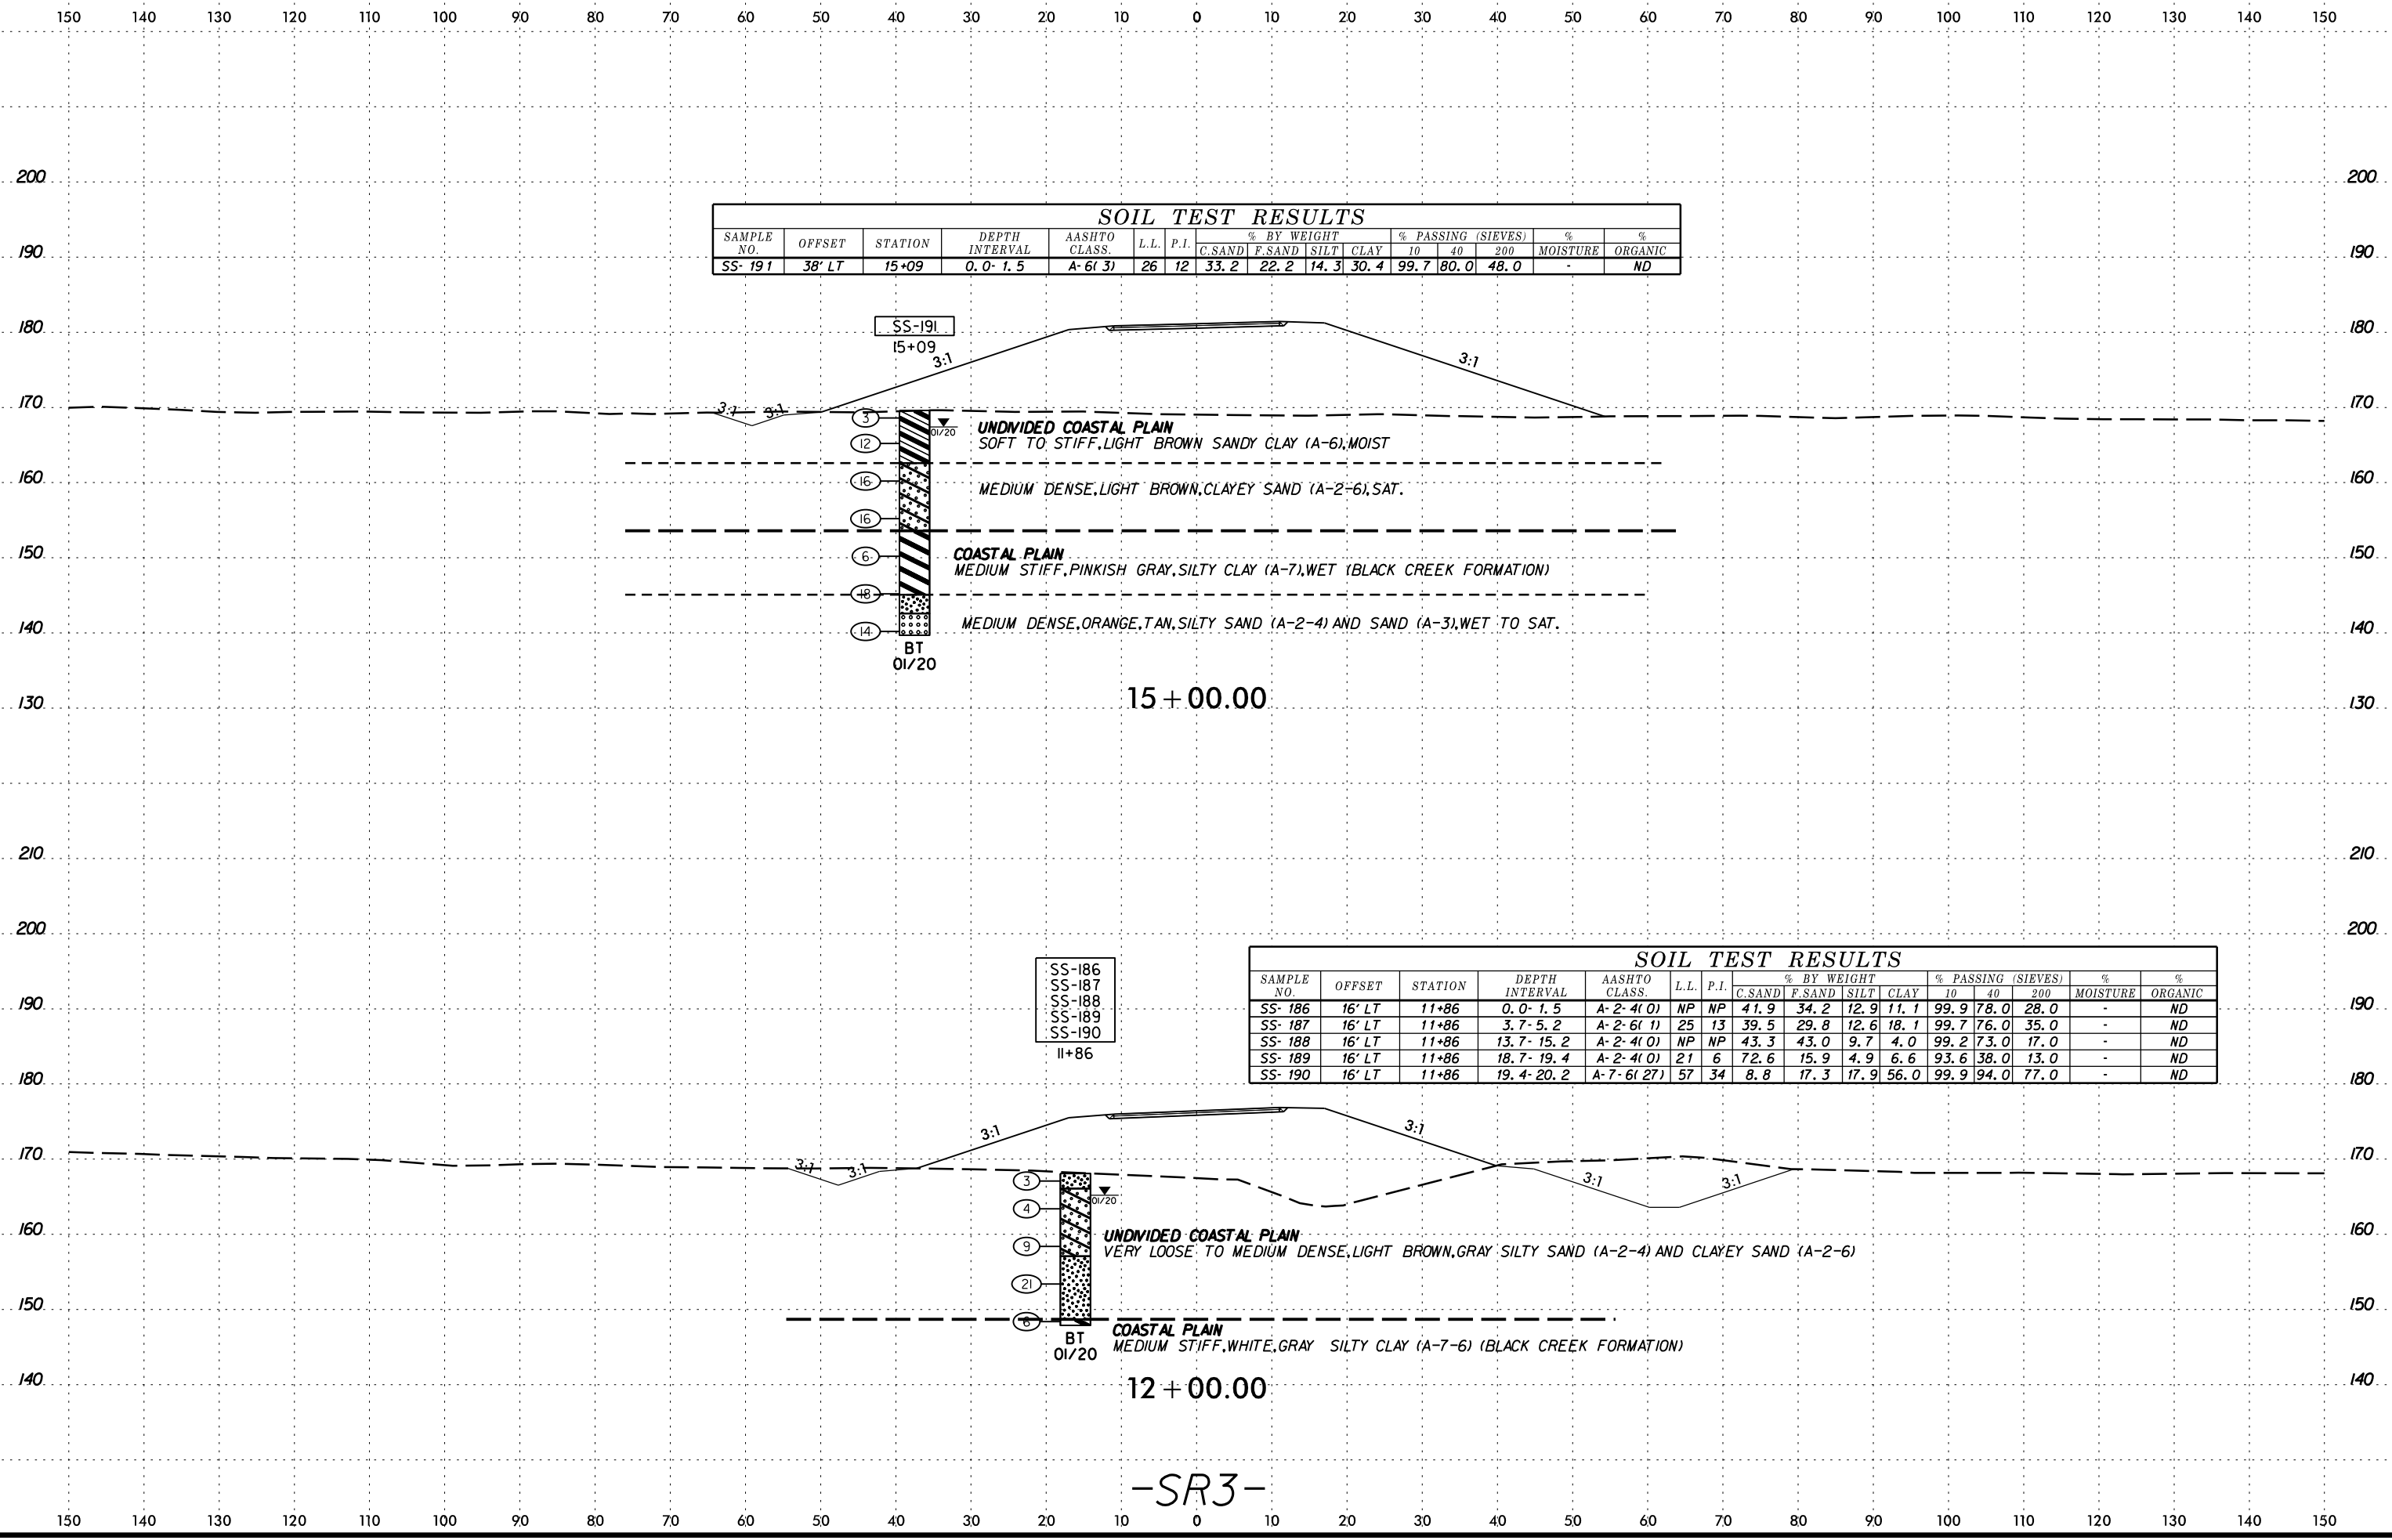 150 140 130 120 110 100 90 80 70 60 50 40 30 20 10 0 10 20 30 40 50 60 70 80 90 100 110 120 130 140 150
200 200
SOIL TEST RESULTS
SAMPLE NO. OFFSET STATION DEPTH INTERVAL AASHTO CLASS. L.L. P.I. % BY WEIGHT % PASSING (SIEVES) % MOISTURE % ORGANIC
C.SAND F.SAND SILT CLAY 10 40 200
SS-191 38' LT 15+09 0.0-1.5 A-6(3) 26 12 33.2 22.2 14.3 30.4 99.7 80.0 48.0 - ND
190 190
SS-191
15+09
180 180
3:1 3:1
170 170
3:1 3:1
3
01/20
UNDIVIDED COASTAL PLAIN
12
SOFT TO STIFF,LIGHT BROWN SANDY CLAY (A-6),MOIST
160 160
16
MEDIUM DENSE,LIGHT BROWN,CLAYEY SAND (A-2-6),SAT.
16
150 150
COASTAL PLAIN
6
MEDIUM STIFF,PINKISH GRAY,SILTY CLAY (A-7),WET (BLACK CREEK FORMATION)
18
MEDIUM DENSE,ORANGE,TAN,SILTY SAND (A-2-4) AND SAND (A-3),WET TO SAT.
140 140
14
BT
01/20
15+00.00
130 130
210 210
200 200
SS-186
SS-187
SS-188
SS-189
SS-190
11+86
SOIL TEST RESULTS
SAMPLE NO. OFFSET STATION DEPTH INTERVAL AASHTO CLASS. L.L. P.I. % BY WEIGHT % PASSING (SIEVES) % MOISTURE % ORGANIC
C.SAND F.SAND SILT CLAY 10 40 200
SS-186 16' LT 11+86 0.0-1.5 A-2-4(0) NP NP 41.9 34.2 12.9 11.1 99.9 78.0 28.0 - ND
SS-187 16' LT 11+86 3.7-5.2 A-2-6(1) 25 13 39.5 29.8 12.6 18.1 99.7 76.0 35.0 - ND
SS-188 16' LT 11+86 13.7-15.2 A-2-4(0) NP NP 43.3 43.0 9.7 4.0 99.2 73.0 17.0 - ND
SS-189 16' LT 11+86 18.7-19.4 A-2-4(0) 21 6 72.6 15.9 4.9 6.6 93.6 38.0 13.0 - ND
SS-190 16' LT 11+86 19.4-20.2 A-7-6(27) 57 34 8.8 17.3 17.9 56.0 99.9 94.0 77.0 - ND
190 190
180 180
3:1 3:1
170 170
3:1 3:1 3:1 3:1
3
01/20
4
160 160
UNDIVIDED COASTAL PLAIN
9
VERY LOOSE TO MEDIUM DENSE,LIGHT BROWN,GRAY SILTY SAND (A-2-4) AND CLAYEY SAND (A-2-6)
21
150 150
6
COASTAL PLAIN
BT
MEDIUM STIFF,WHITE,GRAY SILTY CLAY (A-7-6) (BLACK CREEK FORMATION)
01/20
140 140
12+00.00
-SR3-
150 140 130 120 110 100 90 80 70 60 50 40 30 20 10 0 10 20 30 40 50 60 70 80 90 100 110 120 130 140 150